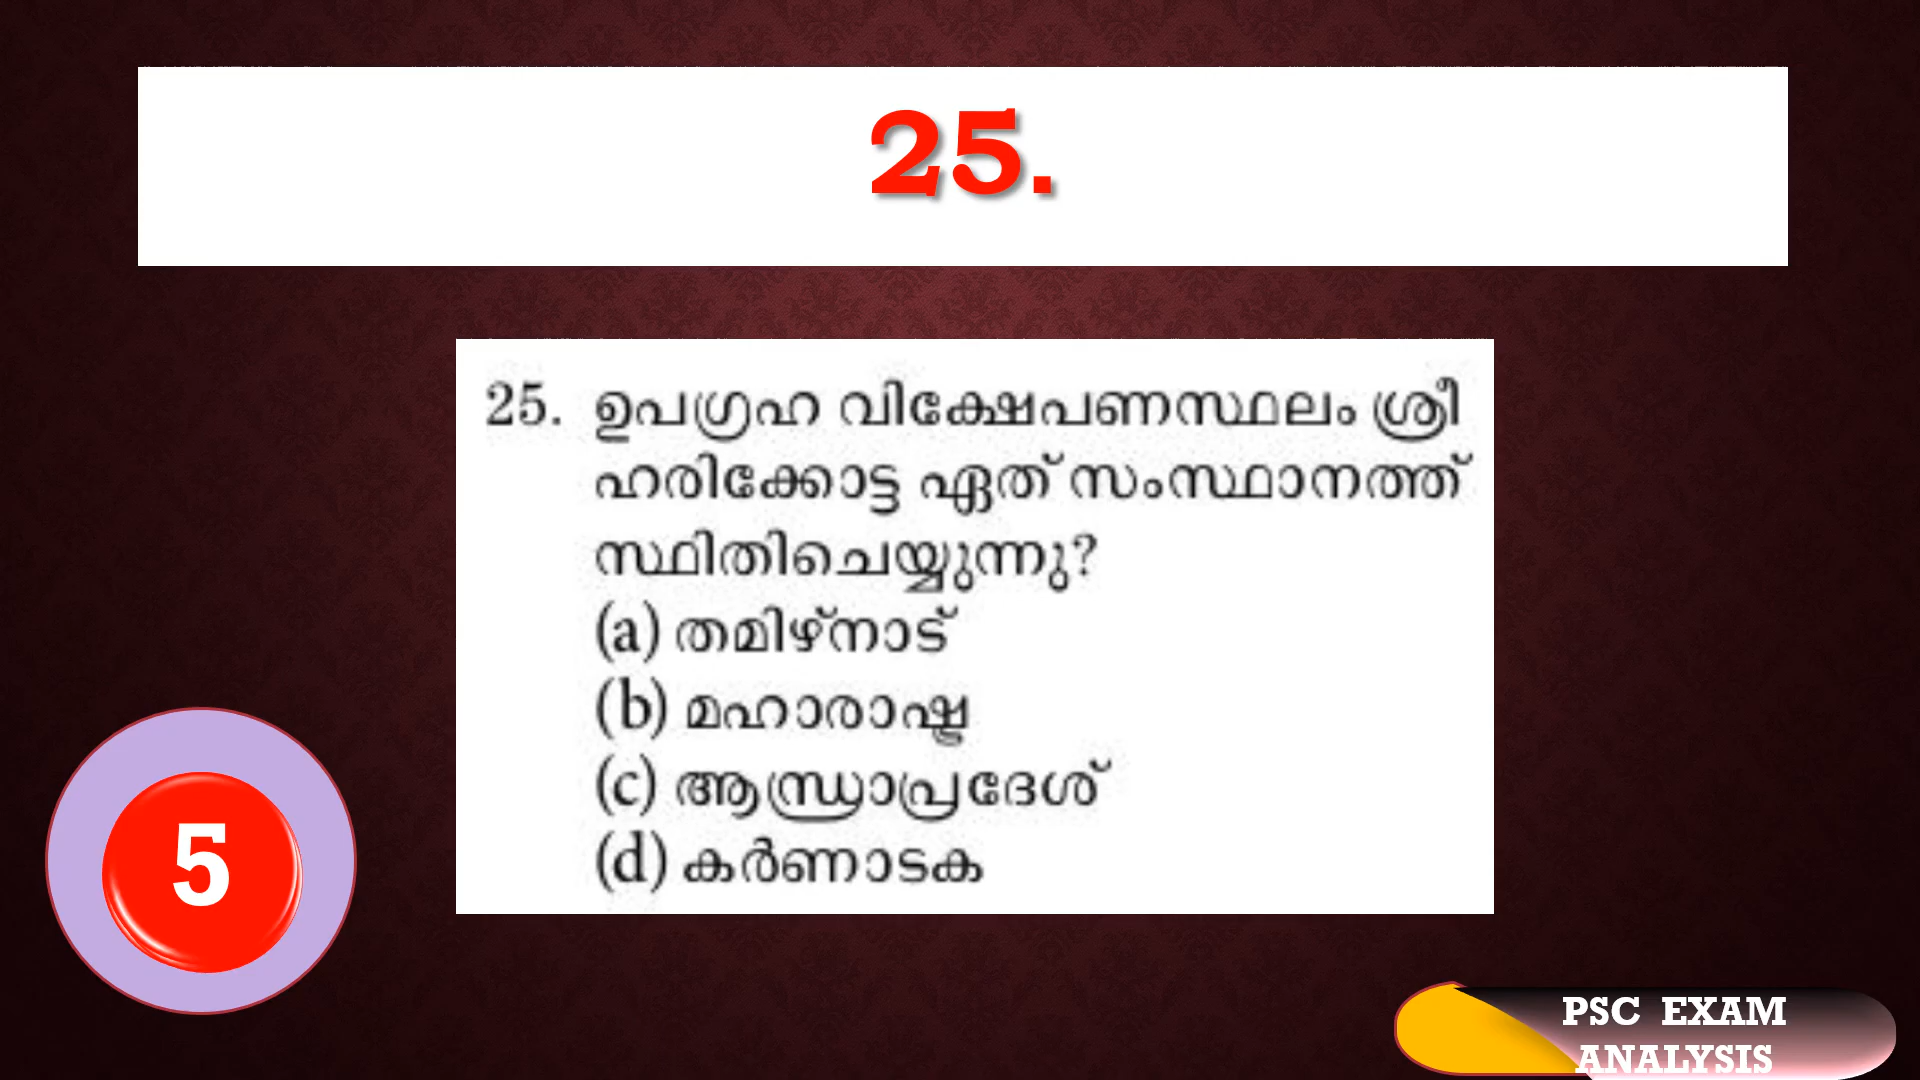 25.
25. ഉപഗ്രഹ വിക്ഷേപണസ്ഥലം ശ്രീ
ഹരിക്കോട്ട ഏത് സംസ്ഥാനത്ത്
സ്ഥിതിചെയ്യുന്നു?
(a) തമിഴ്നാട്
(b) മഹാരാഷ്ട്ര
(c) ആന്ധ്രാപ്രദേശ്
(d) കർണാടക
5
PSC EXAM
ANALYSIS